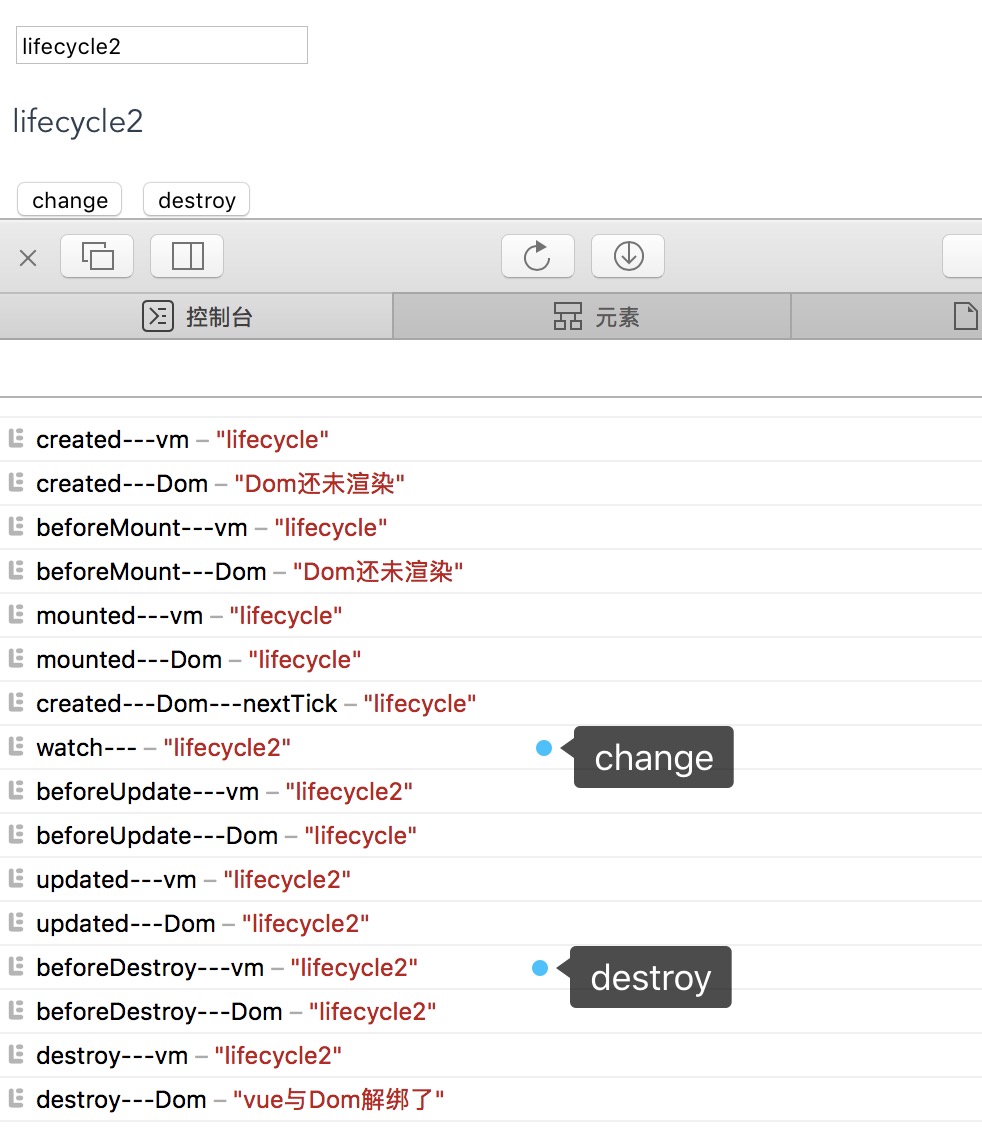 lifecycle2
lifecycle2
change destroy
控制台 元素
created---vm – "lifecycle"
created---Dom – "Dom还未渲染"
beforeMount---vm – "lifecycle"
beforeMount---Dom – "Dom还未渲染"
mounted---vm – "lifecycle"
mounted---Dom – "lifecycle"
created---Dom---nextTick – "lifecycle"
watch--- – "lifecycle2" change
beforeUpdate---vm – "lifecycle2"
beforeUpdate---Dom – "lifecycle"
updated---vm – "lifecycle2"
updated---Dom – "lifecycle2"
beforeDestroy---vm – "lifecycle2" destroy
beforeDestroy---Dom – "lifecycle2"
destroy---vm – "lifecycle2"
destroy---Dom – "vue与Dom解绑了"